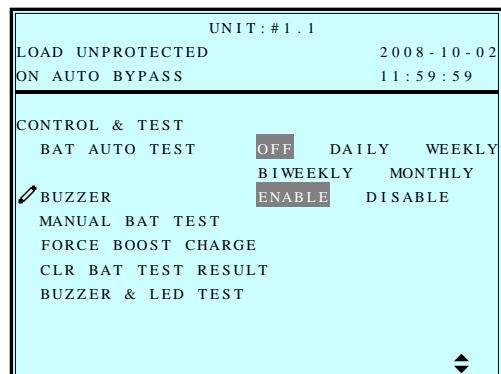 UNIT:#1.1
LOAD UNPROTECTED 2008-10-02
ON AUTO BYPASS 11:59:59
CONTROL & TEST
BAT AUTO TEST OFF DAILY WEEKLY
BIWEEKLY MONTHLY
BUZZER ENABLE DISABLE
MANUAL BAT TEST
FORCE BOOST CHARGE
CLR BAT TEST RESULT
BUZZER & LED TEST